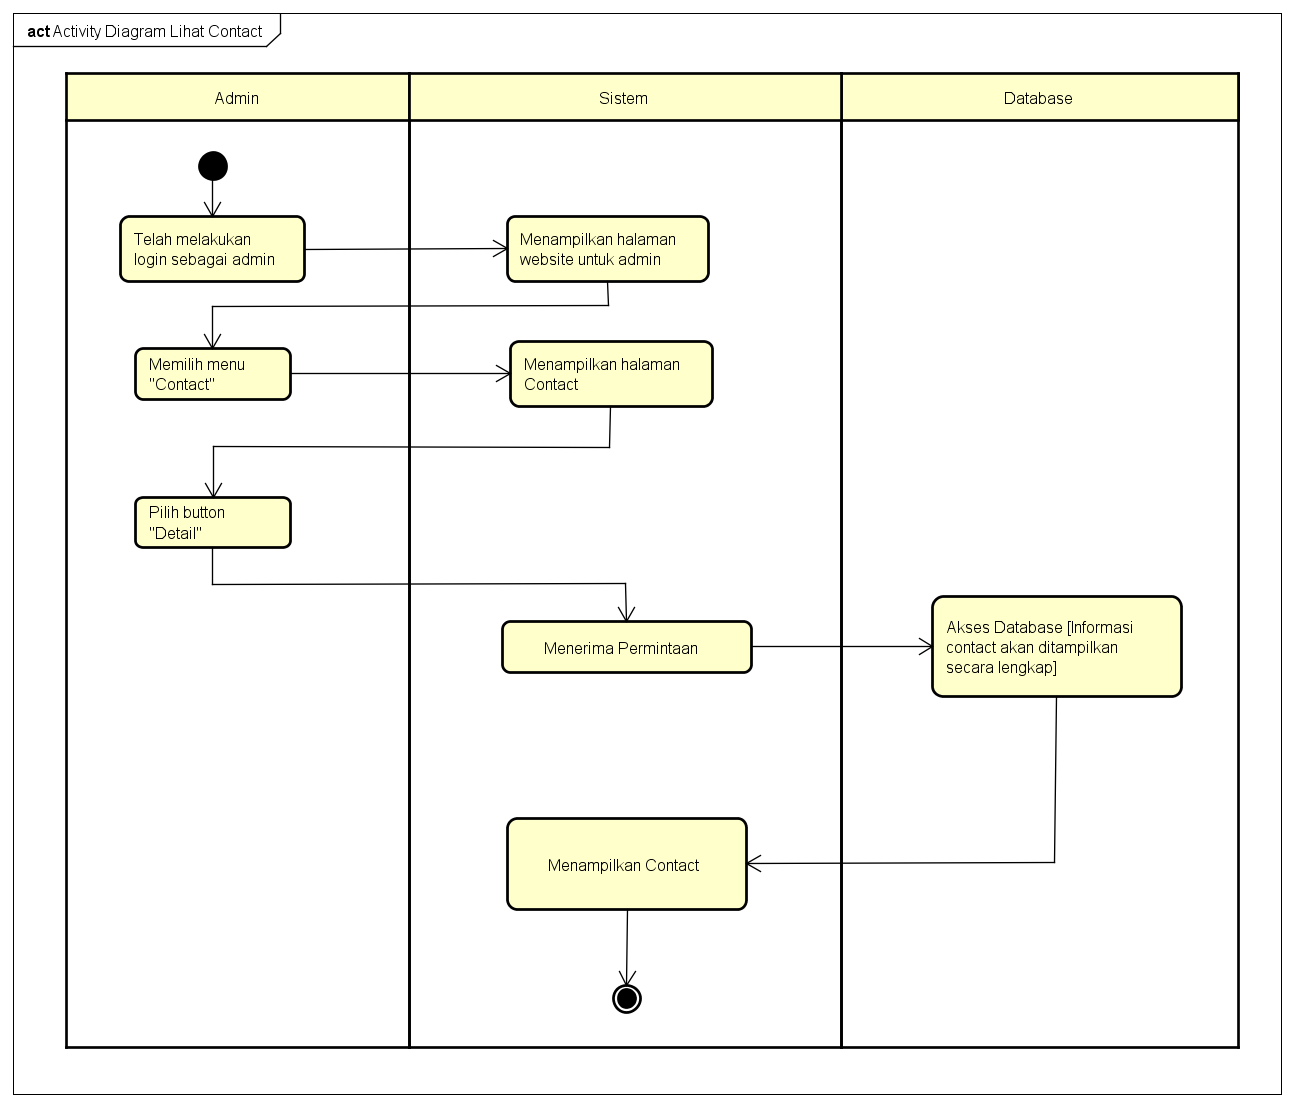 act Activity Diagram Lihat Contact
Admin
Sistem
Database
Telah melakukan
login sebagai admin
Menampilkan halaman
website untuk admin
Memilih menu
"Contact"
Menampilkan halaman
Contact
Pilih button
"Detail"
Menerima Permintaan
Akses Database [Informasi
contact akan ditampilkan
secara lengkap]
Menampilkan Contact